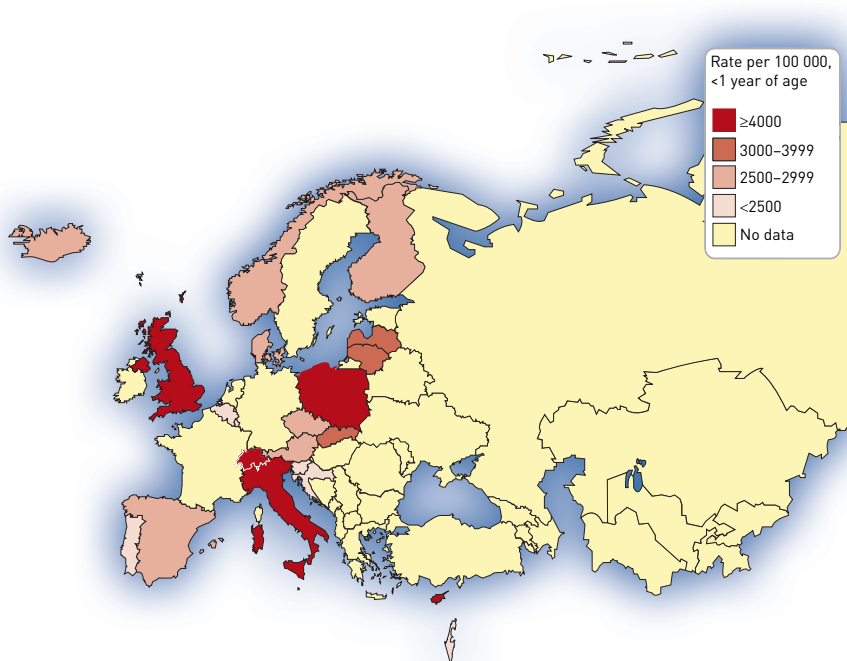 Rate per 100 000,
<1 year of age
≥4000
3000–3999
2500–2999
<2500
No data